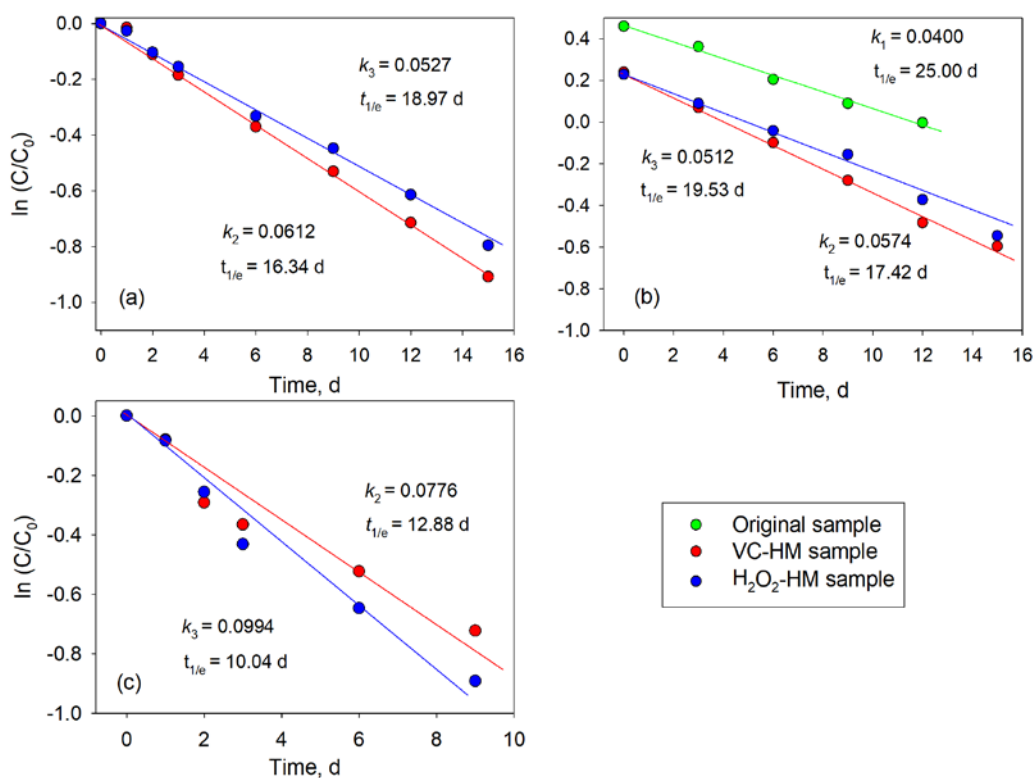 ln (C/C₀)
0.0
-0.2
-0.4
-0.6
-0.8
-1.0
k₃ = 0.0527
t₁/ₑ = 18.97 d
k₂ = 0.0612
t₁/ₑ = 16.34 d
(a)
0 2 4 6 8 10 12 14 16
Time, d
0.4
0.2
0.0
-0.2
-0.4
-0.6
-0.8
-1.0
k₁ = 0.0400
t₁/ₑ = 25.00 d
k₃ = 0.0512
t₁/ₑ = 19.53 d
k₂ = 0.0574
t₁/ₑ = 17.42 d
(b)
0 2 4 6 8 10 12 14 16
Time, d
ln (C/C₀)
0.0
-0.2
-0.4
-0.6
-0.8
-1.0
k₂ = 0.0776
t₁/ₑ = 12.88 d
k₃ = 0.0994
t₁/ₑ = 10.04 d
(c)
0 2 4 6 8 10
Time, d
Original sample
VC-HM sample
H₂O₂-HM sample